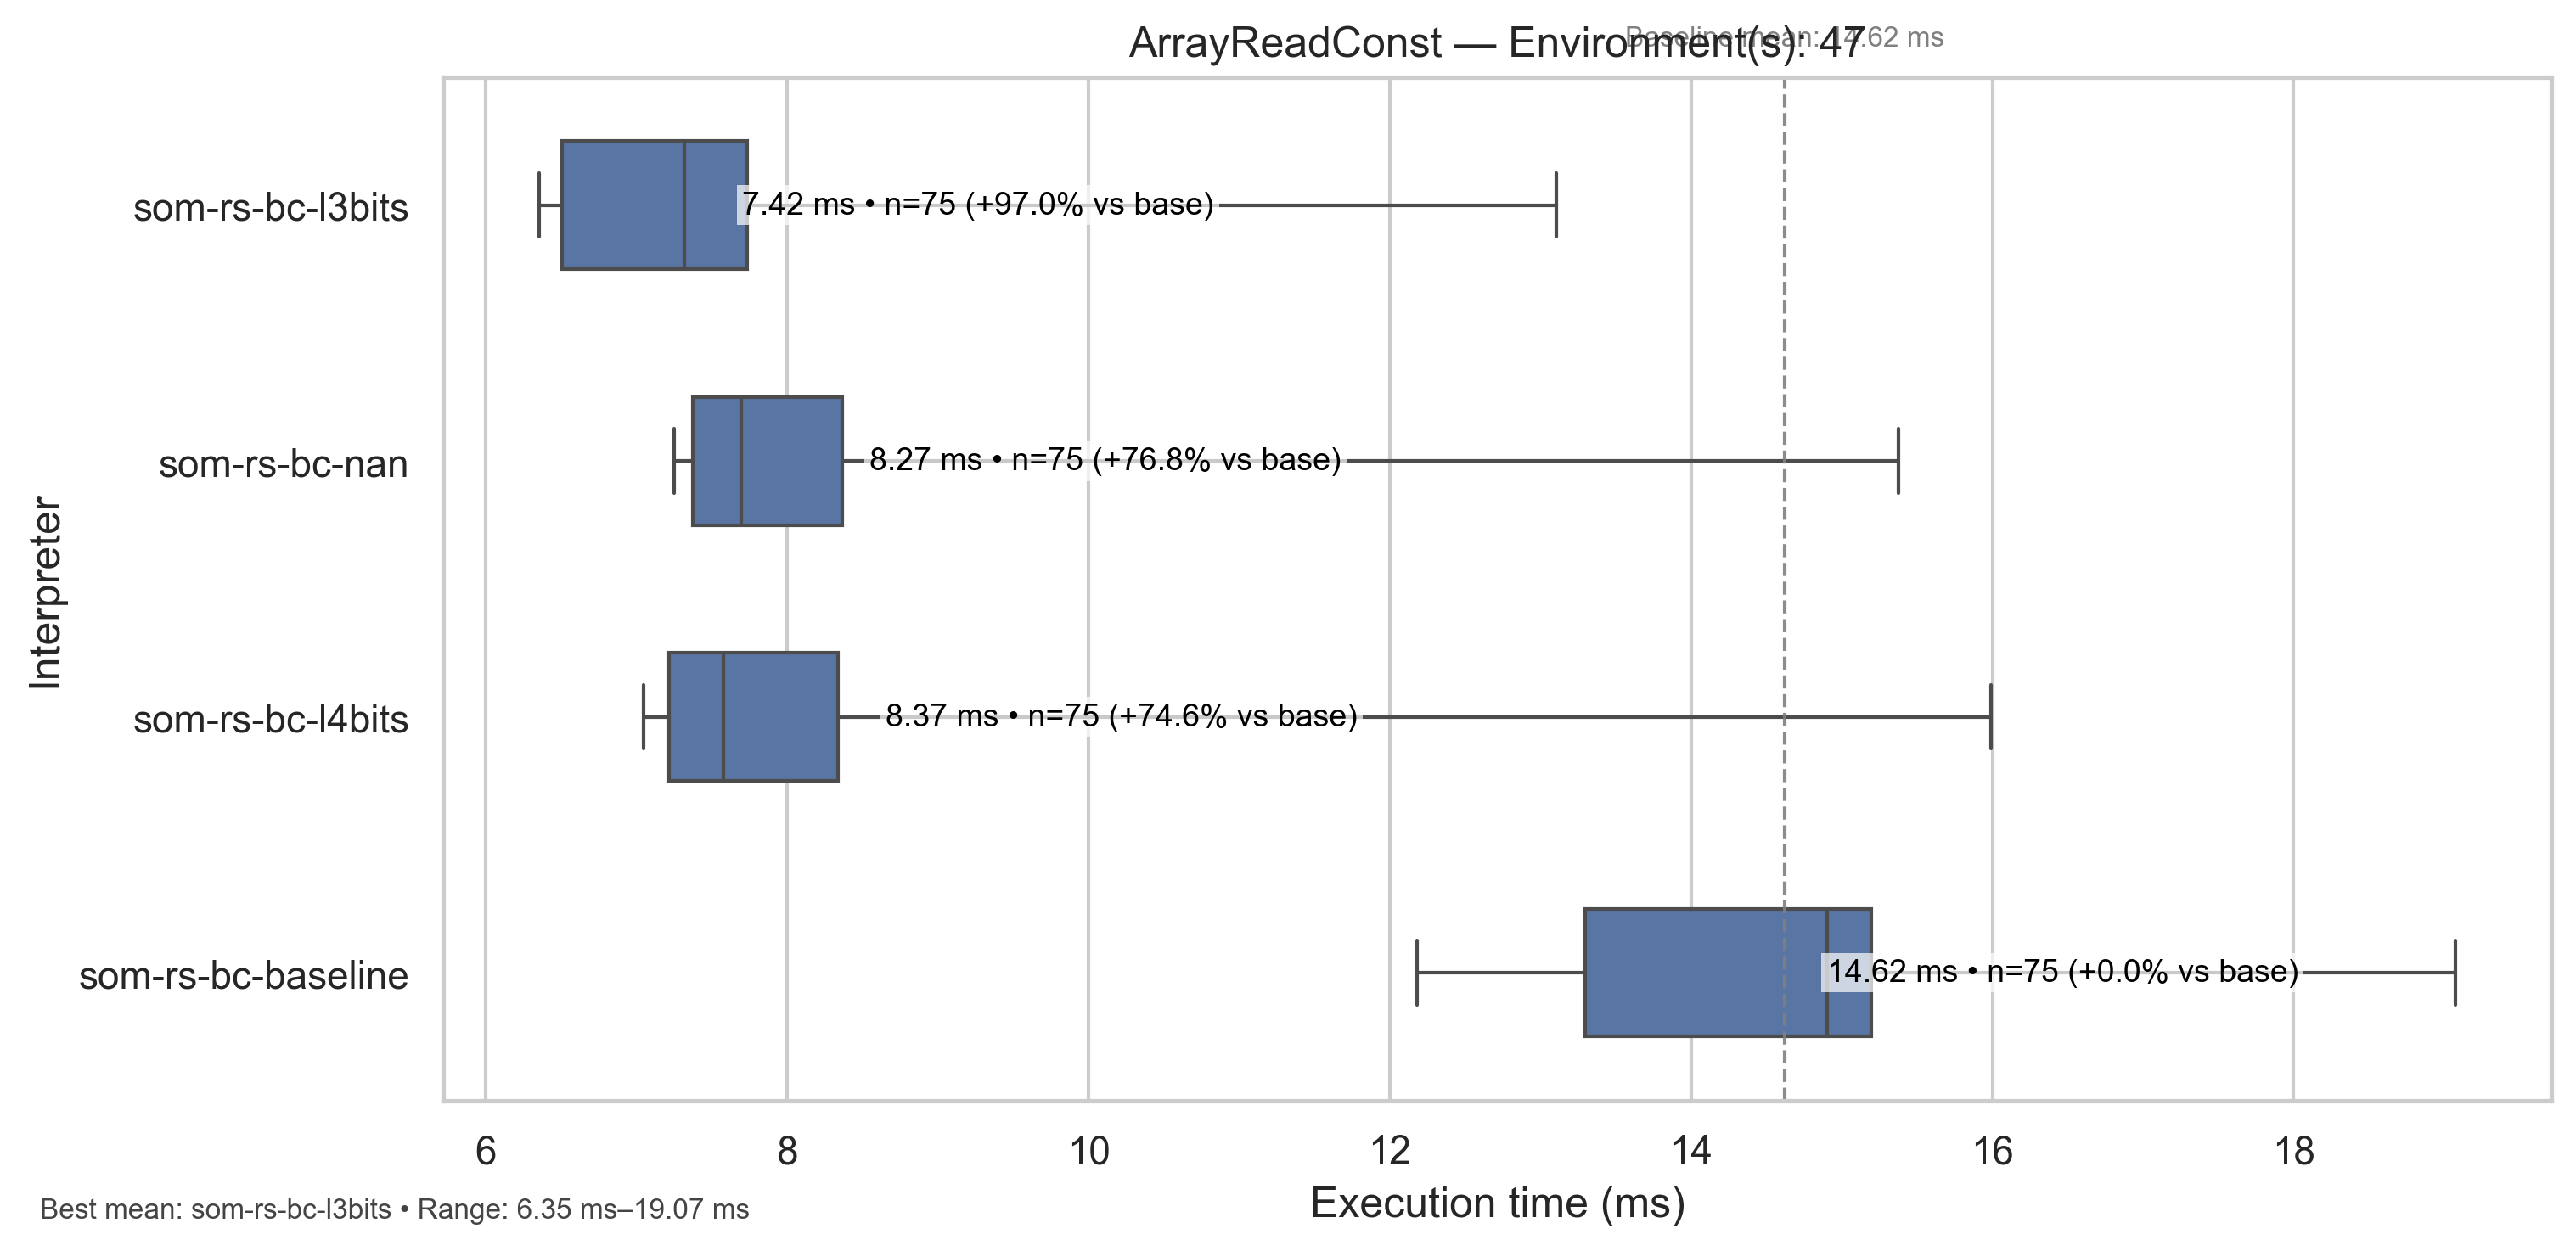 Baseline mean: 14.62 ms
ArrayReadConst — Environment(s): 47
som-rs-bc-l3bits
7.42 ms • n=75 (+97.0% vs base)
som-rs-bc-nan
8.27 ms • n=75 (+76.8% vs base)
som-rs-bc-l4bits
8.37 ms • n=75 (+74.6% vs base)
som-rs-bc-baseline
14.62 ms • n=75 (+0.0% vs base)
Interpreter
6 8 10 12 14 16 18
Execution time (ms)
Best mean: som-rs-bc-l3bits • Range: 6.35 ms–19.07 ms